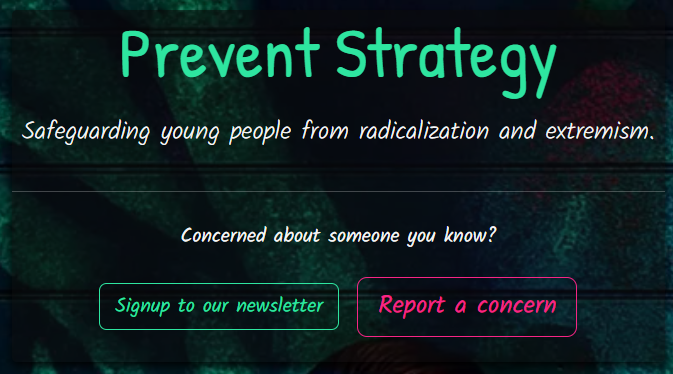 Prevent Strategy
Safeguarding young people from radicalization and extremism.
Concerned about someone you know?
Signup to our newsletter
Report a concern